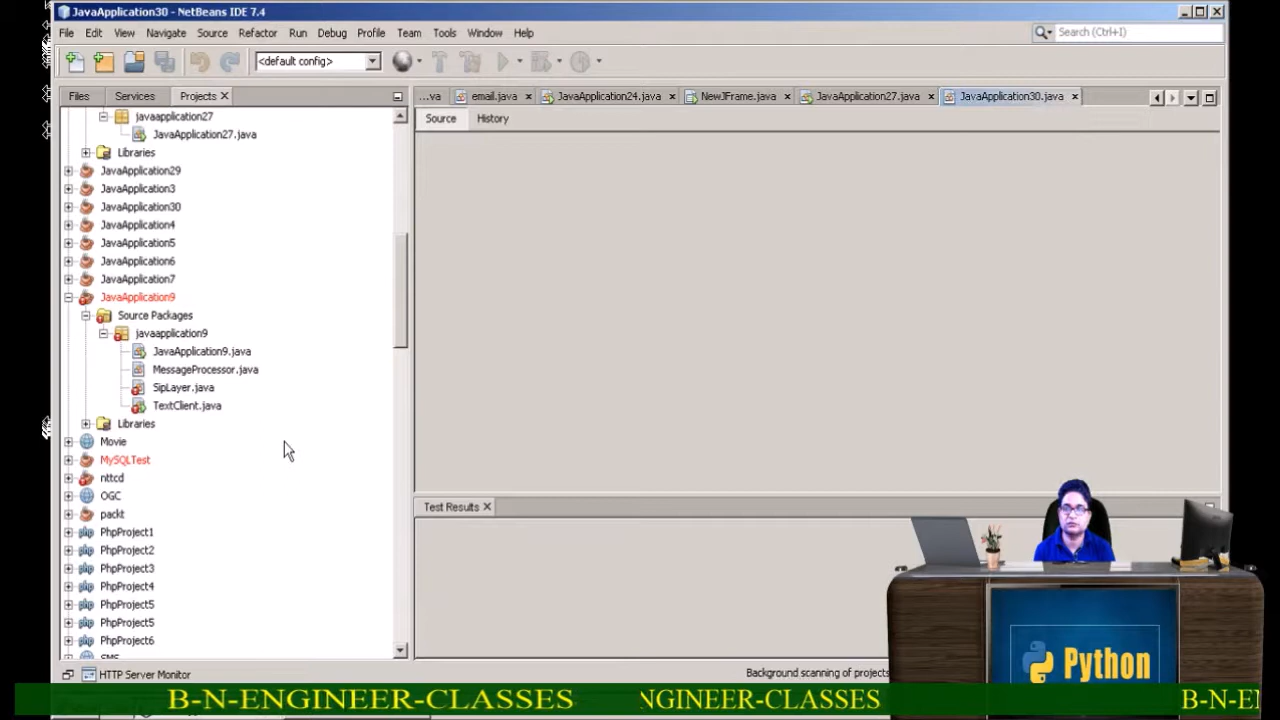 JavaApplication30 - NetBeans IDE 7.4
File Edit View Navigate Source Refactor Run Debug Profile Team Tools Window Help
Search (Ctrl+I)
<default config>
Files Services Projects
...va email.java JavaApplication24.java NewJFrame.java JavaApplication27.java JavaApplication30.java
Source History
javaapplication27
JavaApplication27.java
Libraries
JavaApplication29
JavaApplication3
JavaApplication30
JavaApplication4
JavaApplication5
JavaApplication6
JavaApplication7
JavaApplication9
Source Packages
javaapplication9
JavaApplication9.java
MessageProcessor.java
SipLayer.java
TextClient.java
Libraries
Movie
MySQLTest
nttcd
OGC
packt
PhpProject1
PhpProject2
PhpProject3
PhpProject4
PhpProject5
PhpProject5
PhpProject6
Test Results
Python
HTTP Server Monitor
Background scanning of projects
B-N-ENGINEER-CLASSES NGINEER-CLASSES B-N-E